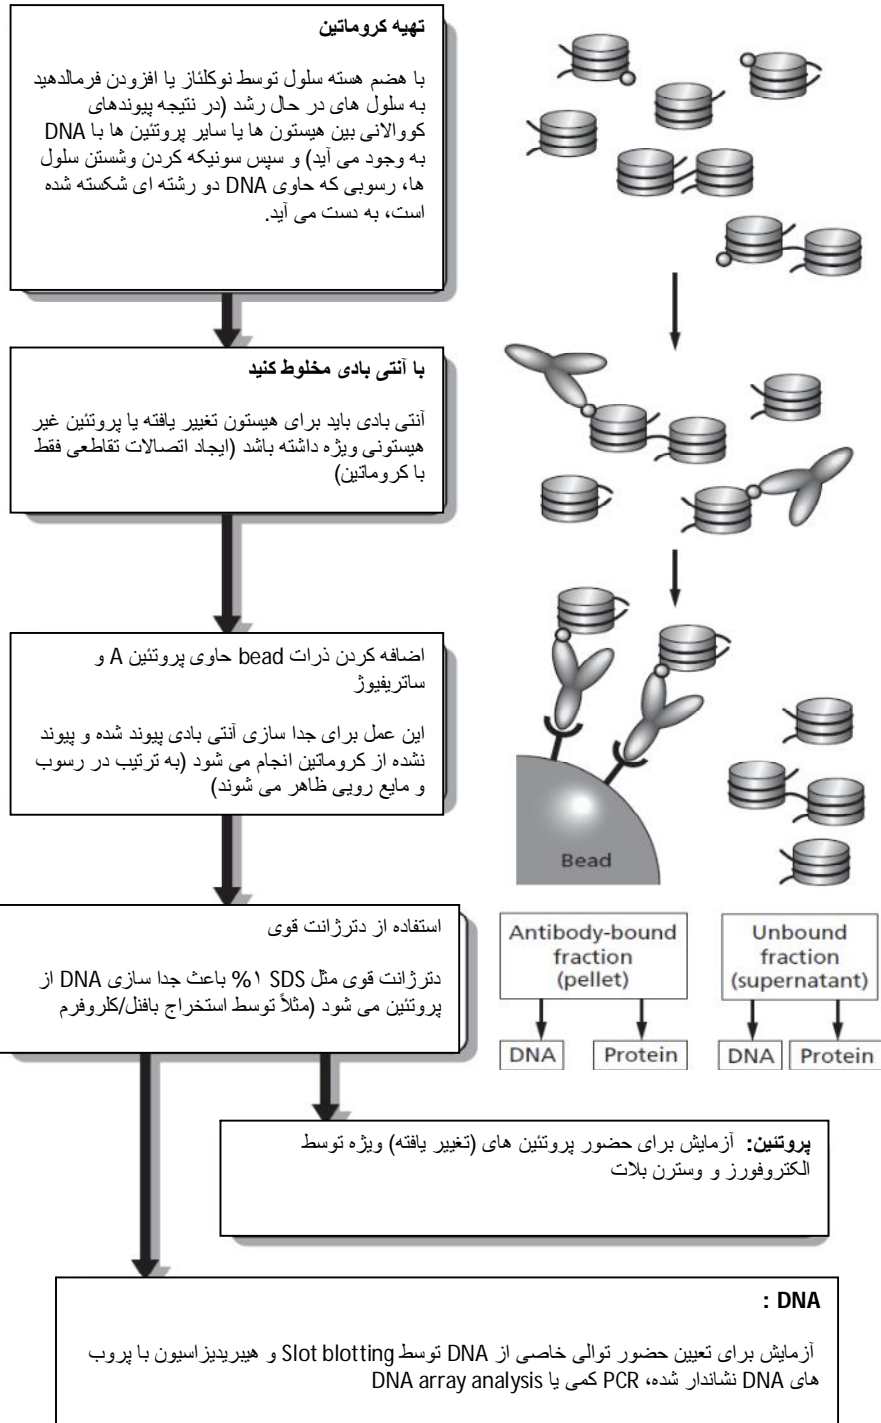 تهیه کروماتین
با هضم هسته سلول توسط نوکلئاز یا افزودن فرمالدهید
به سلول های در حال رشد (در نتیجه پیوندهای
کووالانی بین هیستون ها یا سایر پروتئین ها با DNA
به وجود می آید) و سپس سونیکه کردن وشستن سلول
ها، رسوبی که حاوی DNA دو رشته ای شکسته شده
است، به دست می آید.
با آنتی بادی مخلوط کنید
آنتی بادی باید برای هیستون تغییر یافته یا پروتئین غیر
هیستونی ویژه داشته باشد (ایجاد اتصالات تقاطعی فقط
با کروماتین)
اضافه کردن ذرات bead حاوی پروتئین A و
ساتریفیوژ
این عمل برای جدا سازی آنتی بادی پیوند شده و پیوند
نشده از کروماتین انجام می شود (به ترتیب در رسوب
و مایع رویی ظاهر می شوند)
Bead
استفاده از دترژانت قوی
دترژانت قوی مثل SDS ۱% باعث جدا سازی DNA از
پروتئین می شود (مثلاً توسط استخراج بافنل/کلروفرم
Antibody-bound
fraction
(pellet)
DNA
Protein
Unbound
fraction
(supernatant)
DNA
Protein
پروتئین: آزمایش برای حضور پروتئین های (تغییر یافته) ویژه توسط
الکتروفورز و وسترن بلات
DNA :
آزمایش برای تعیین حضور توالی خاصی از DNA توسط Slot blotting و هیبریدیزاسیون با پروب
های DNA نشاندار شده، PCR کمی یا DNA array analysis